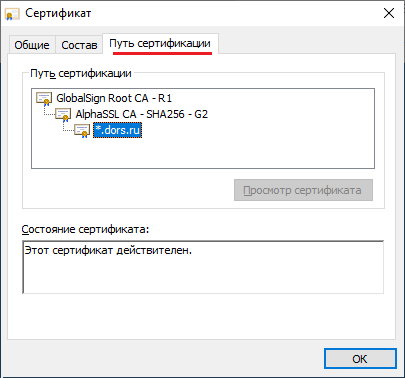 Сертификат
Общие Состав Путь сертификации
Путь сертификации
GlobalSign Root CA - R1
AlphaSSL CA - SHA256 - G2
*.dors.ru
Просмотр сертификата
Состояние сертификата:
Этот сертификат действителен.
OK